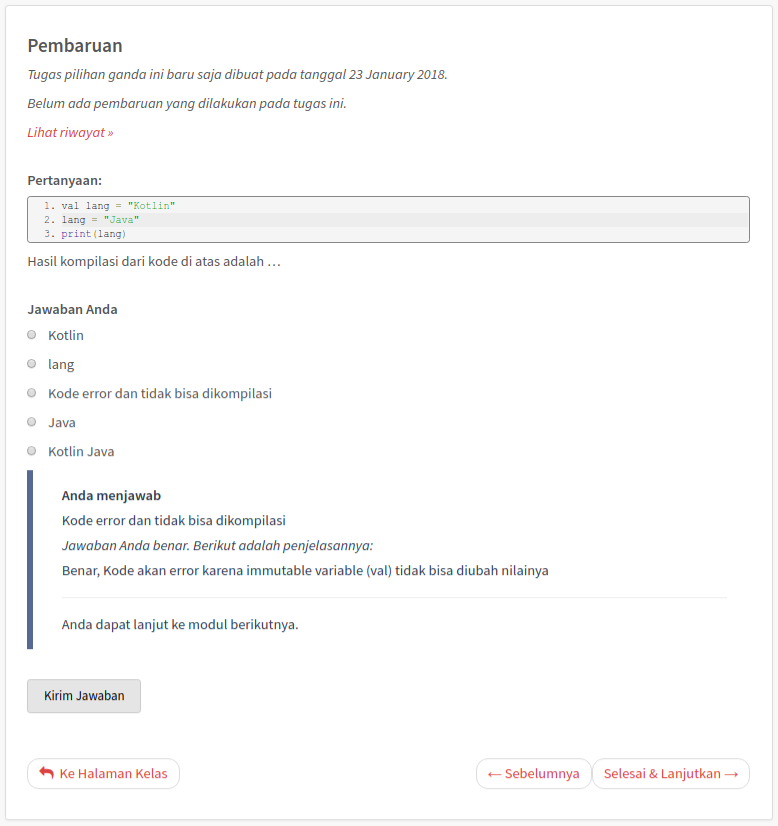 Pembaruan
Tugas pilihan ganda ini baru saja dibuat pada tanggal 23 January 2018.
Belum ada pembaruan yang dilakukan pada tugas ini.
Lihat riwayat »
Pertanyaan:
1. val lang = "Kotlin"
2. lang = "Java"
3. print(lang)
Hasil kompilasi dari kode di atas adalah …
Jawaban Anda
Kotlin
lang
Kode error dan tidak bisa dikompilasi
Java
Kotlin Java
Anda menjawab
Kode error dan tidak bisa dikompilasi
Jawaban Anda benar. Berikut adalah penjelasannya:
Benar, Kode akan error karena immutable variable (val) tidak bisa diubah nilainya
Anda dapat lanjut ke modul berikutnya.
Kirim Jawaban
Ke Halaman Kelas
← Sebelumnya
Selesai & Lanjutkan →